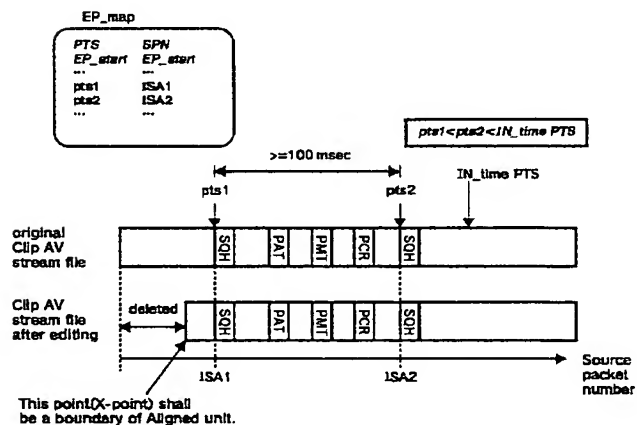 EP_map
PTS SPN
EP_start EP_start
... ...
pts1 ISA1
pts2 ISA2
... ...
pts1<pts2<IN_time PTS
>=100 msec
pts1 pts2 IN_time PTS
original
Clip AV
stream file
SQH PAT PMT PCR SQH
Clip AV
stream file
after editing
deleted
SQH PAT PMT PCR SQH
ISA1 ISA2
Source
packet
number
This point(X-point) shall
be a boundary of Aligned unit.